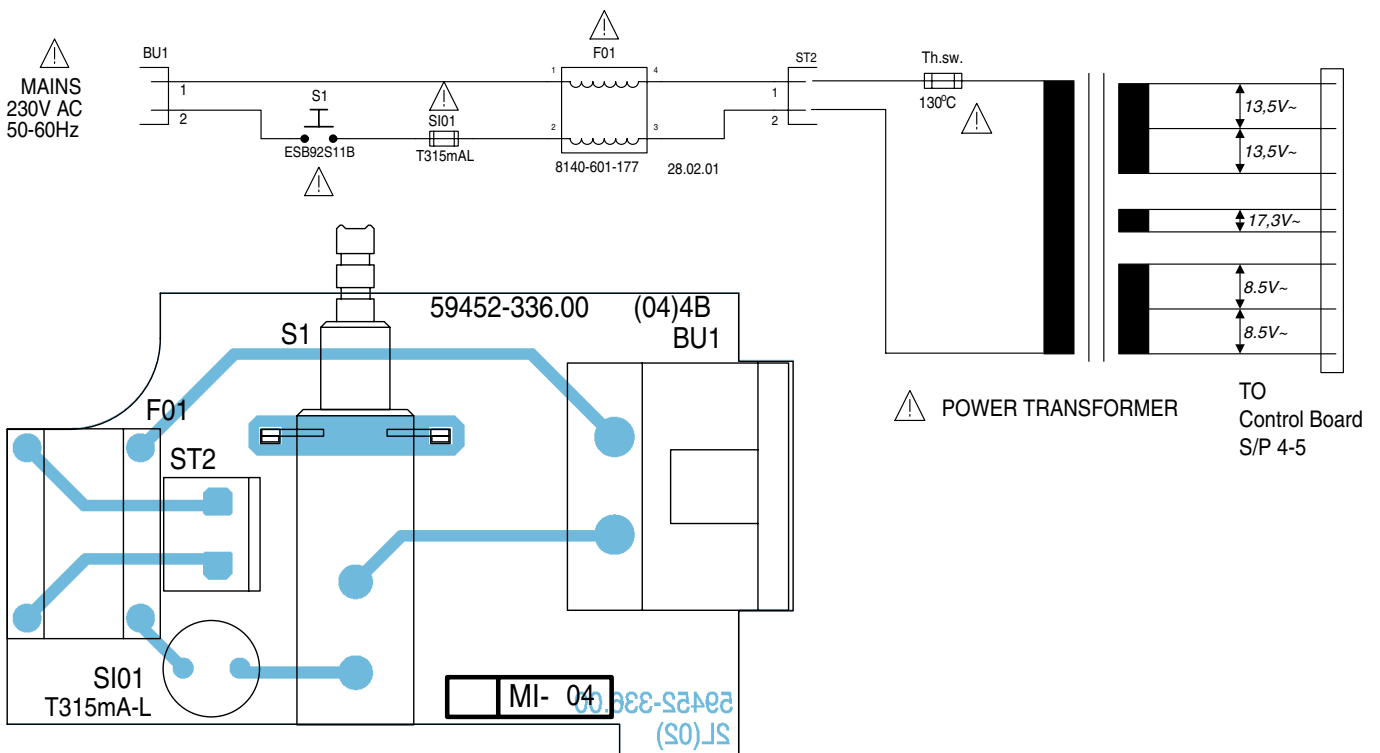 MAINS
230V AC
50-60Hz
BU1
1
2
S1
ESB92S11B
SI01
T315mAL
F01
1
4
2
3
8140-601-177
28.02.01
ST2
1
2
Th.sw.
130°C
13,5V~
13,5V~
17,3V~
8.5V~
8.5V~
POWER TRANSFORMER
TO
Control Board
S/P 4-5
59452-336.00 (04)4B
BU1
S1
F01
ST2
SI01
T315mA-L
MI- 04
59452-336.00
2L(02)